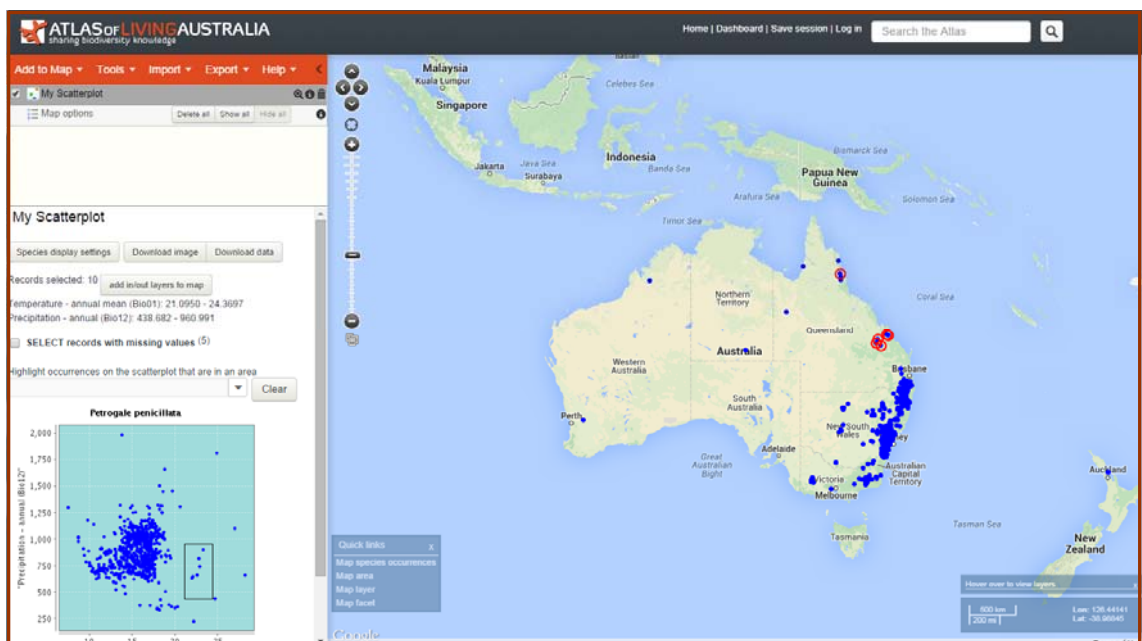 ATLAS OF LIVING AUSTRALIA
sharing biodiversity knowledge
Home | Dashboard | Save session | Log in
Search the Atlas
Add to Map Tools Import Export Help
My Scatterplot
Map options
Delete all Show all Hide all
My Scatterplot
Species display settings Download image Download data
Records selected: 10 add in/out layers to map
Temperature - annual mean (Bio01): 21.0950 - 24.3697
Precipitation - annual (Bio12): 438.682 - 960.991
SELECT records with missing values (5)
Highlight occurrences on the scatterplot that are in an area
Clear
Petrogale penicillata
"Precipitation - annual (Bio12)"
2,000
1,750
1,500
1,250
1,000
750
500
250
10 15 20 25
Malaysia
Kuala Lumpur
Singapore
Celebes Sea
Indonesia
Jakarta
Java Sea
Surabaya
Banda Sea
Bismarck Sea
Papua New
Guinea
Solomon Sea
Arafura Sea
Timor Sea
Coral Sea
Northern
Territory
Queensland
Australia
Western
Australia
Brisbane
South
Australia
Perth
New South
Wales
Adelaide
Great
Australian
Bight
Australian
Capital
Territory
Victoria
Melbourne
Tasmania
Tasman Sea
Auckland
New
Zealand
Quick links x
Map species occurrences
Map area
Map layer
Map facet
Hover over to view layers. x
500 km
200 mi
Google